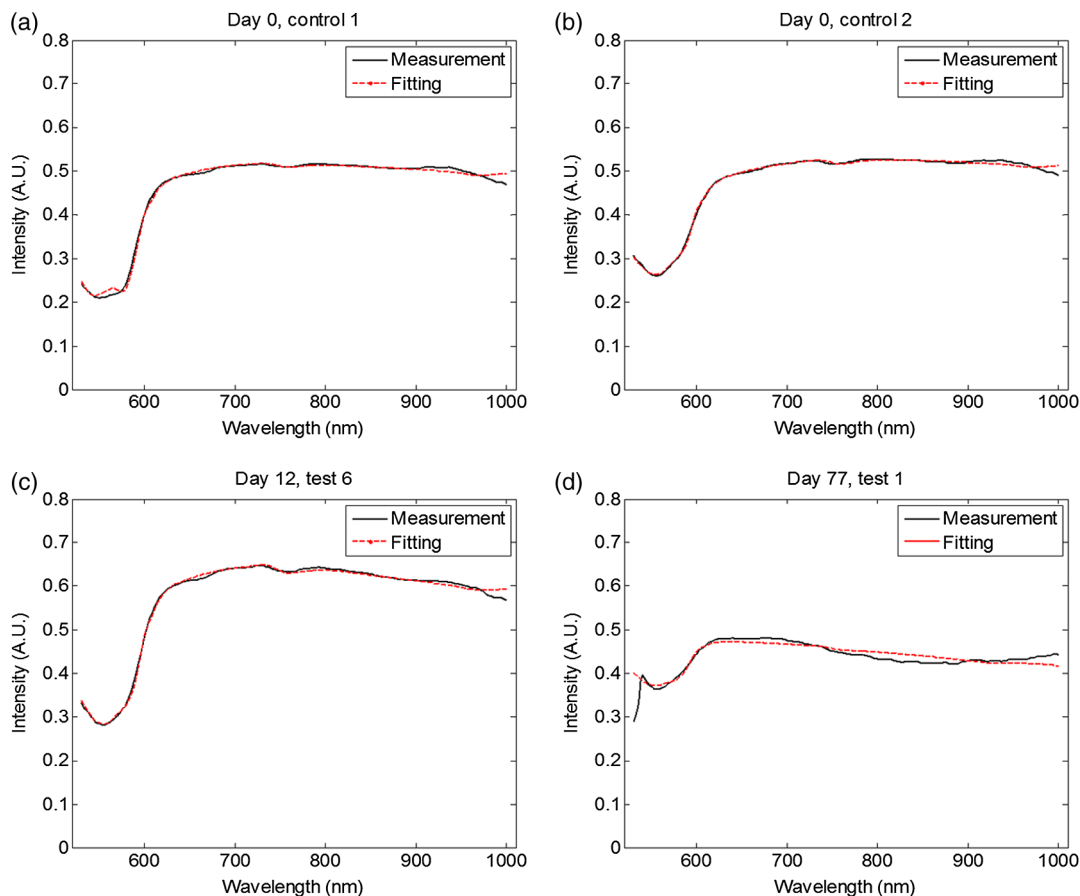 (a)
Day 0, control 1
Measurement
Fitting
0.8
0.7
0.6
0.5
0.4
0.3
0.2
0.1
0
Intensity (A.U.)
600 700 800 900 1000
Wavelength (nm)
(b)
Day 0, control 2
Measurement
Fitting
0.8
0.7
0.6
0.5
0.4
0.3
0.2
0.1
0
Intensity (A.U.)
600 700 800 900 1000
Wavelength (nm)
(c)
Day 12, test 6
Measurement
Fitting
0.8
0.7
0.6
0.5
0.4
0.3
0.2
0.1
0
Intensity (A.U.)
600 700 800 900 1000
Wavelength (nm)
(d)
Day 77, test 1
Measurement
Fitting
0.8
0.7
0.6
0.5
0.4
0.3
0.2
0.1
0
Intensity (A.U.)
600 700 800 900 1000
Wavelength (nm)